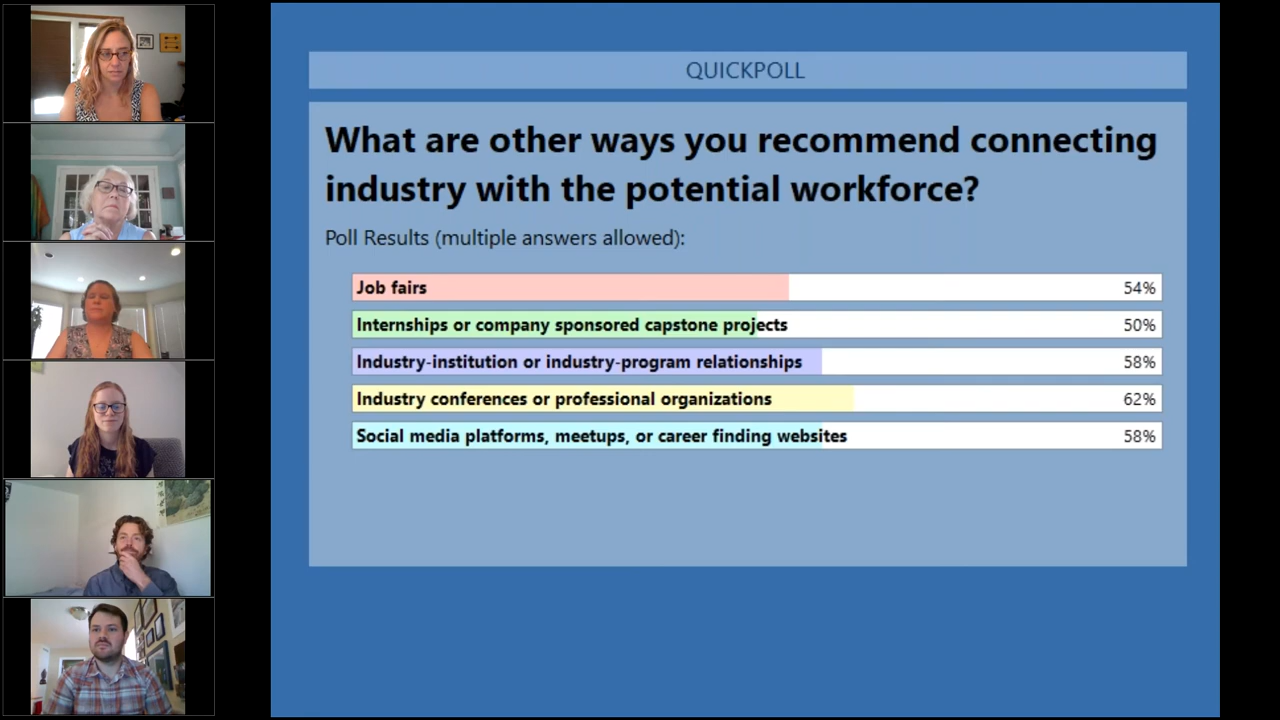 QUICKPOLL
What are other ways you recommend connecting
industry with the potential workforce?
Poll Results (multiple answers allowed):
Job fairs 54%
Internships or company sponsored capstone projects 50%
Industry-institution or industry-program relationships 58%
Industry conferences or professional organizations 62%
Social media platforms, meetups, or career finding websites 58%